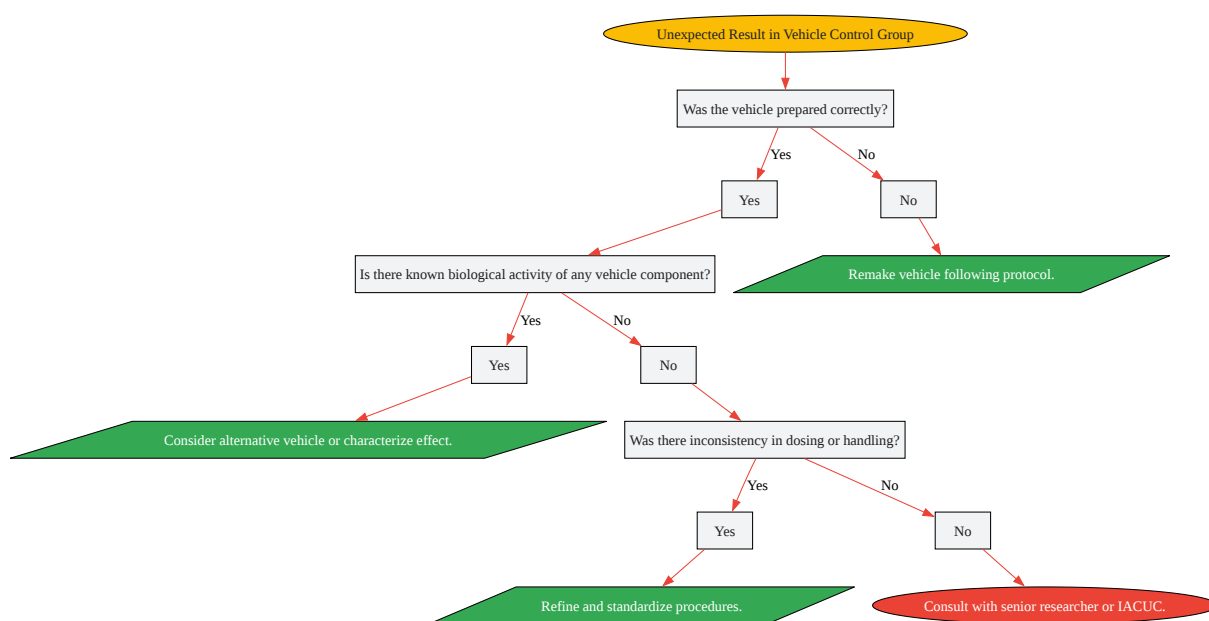 Unexpected Result in Vehicle Control Group
Was the vehicle prepared correctly?
Yes
No
Yes
No
Is there known biological activity of any vehicle component?
Remake vehicle following protocol.
Yes
No
Yes
No
Consider alternative vehicle or characterize effect.
Was there inconsistency in dosing or handling?
Yes
No
Yes
No
Refine and standardize procedures.
Consult with senior researcher or IACUC.